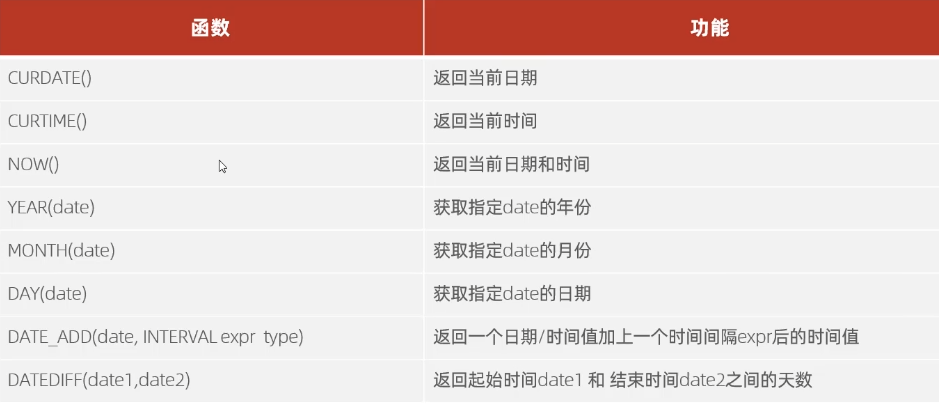 函数 功能
CURDATE() 返回当前日期
CURTIME() 返回当前时间
NOW() 返回当前日期和时间
YEAR(date) 获取指定date的年份
MONTH(date) 获取指定date的月份
DAY(date) 获取指定date的日期
DATE_ADD(date, INTERVAL expr type) 返回一个日期/时间值加上一个时间间隔expr后的时间值
DATEDIFF(date1,date2) 返回起始时间date1 和 结束时间date2之间的天数